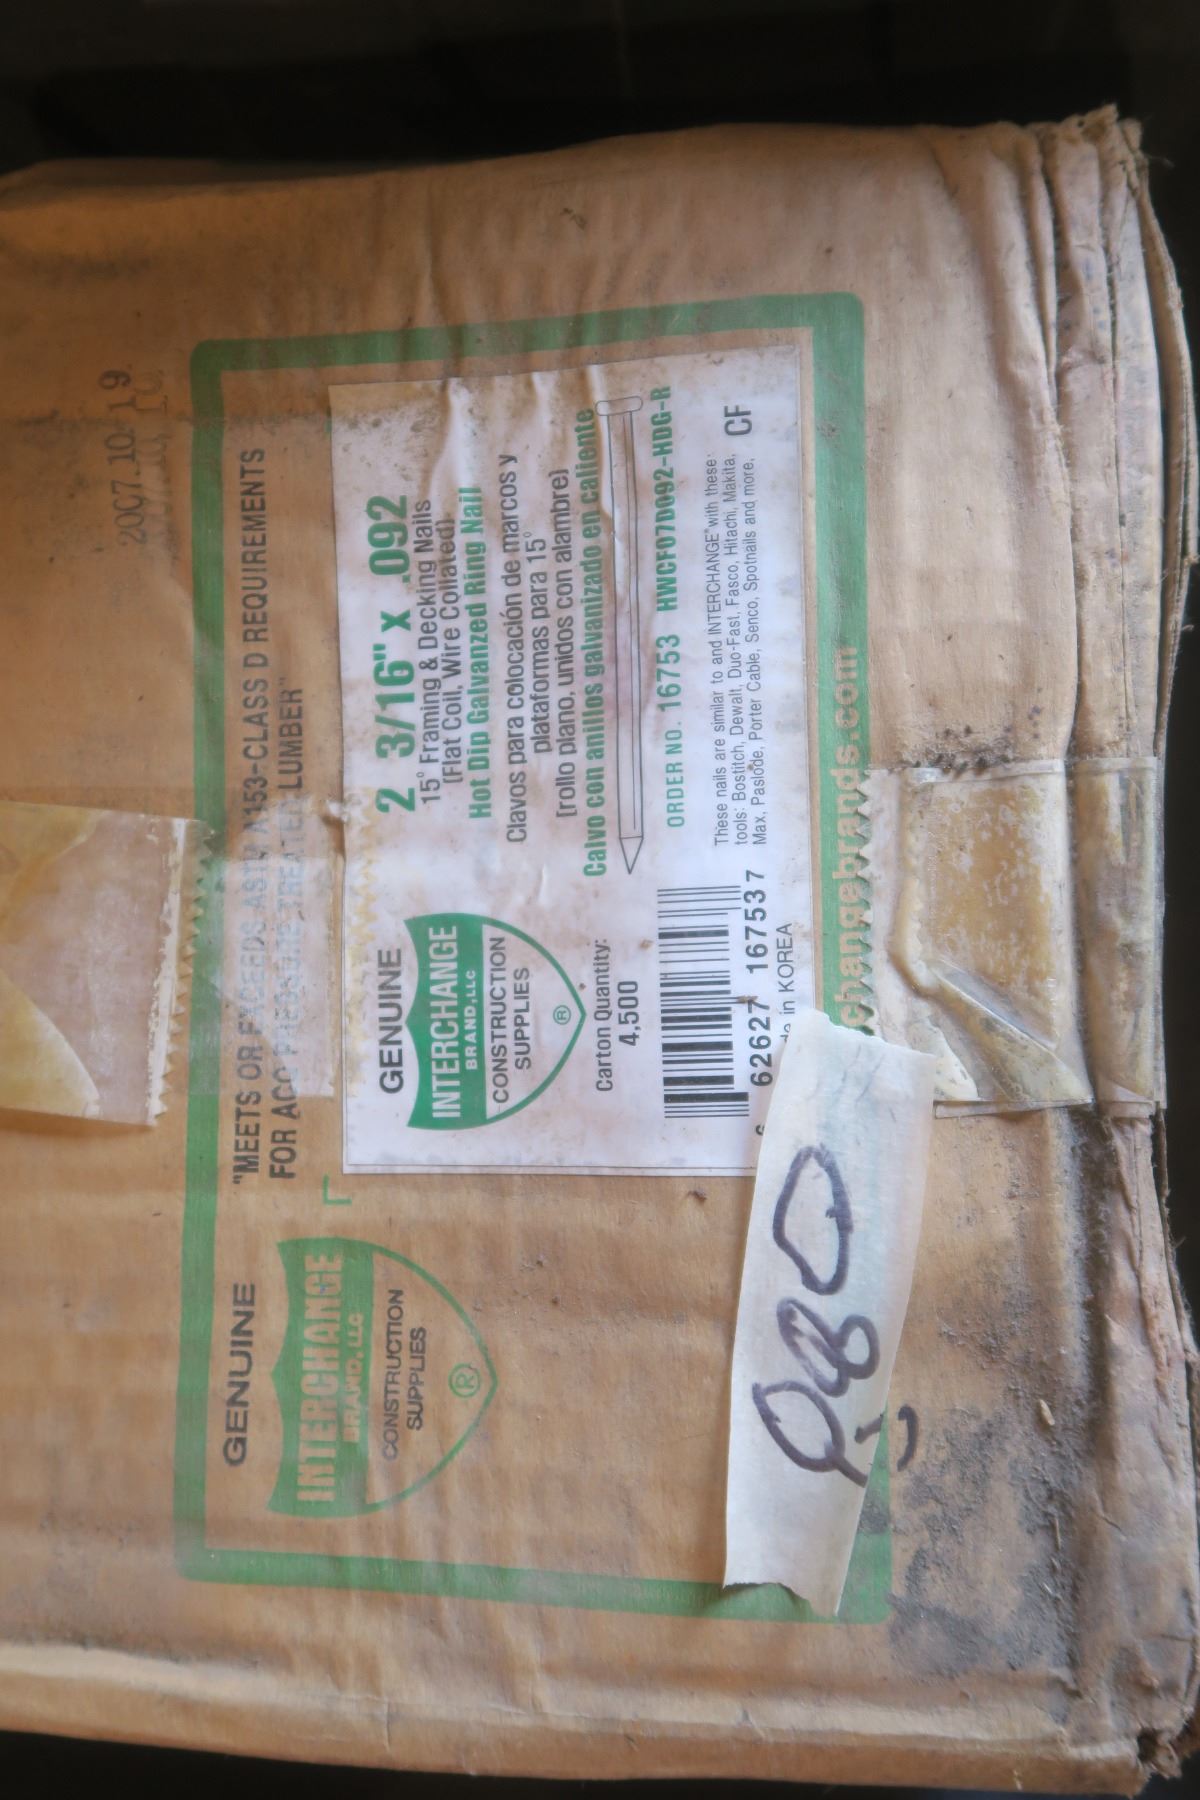 2007.10.19
"MEETS OR EXCEEDS ASTM A153-CLASS D REQUIREMENTS
FOR ACQ PRESSURE TREATED LUMBER"
GENUINE
INTERCHANGE
BRAND, LLC
CONSTRUCTION
SUPPLIES
®
GENUINE
INTERCHANGE
BRAND, LLC
CONSTRUCTION
SUPPLIES
®
Carton Quantity:
4,500
2 3/16" x .092
15° Framing & Decking Nails
[Flat Coil, Wire Collated]
Hot Dip Galvanzed Ring Nail
Clavos para colocación de marcos y
plataformas para 15°
[rollo plano, unidos con alambre]
Calvo con anillos galvanizado en caliente
ORDER NO. 16753 HWCF07D092-HDG-R
These nails are similar to and INTERCHANGE® with these
tools: Bostitch, Dewalt, Duo-Fast, Fasco, Hitachi, Makita,
Max, Paslode, Porter Cable, Senco, Spotnails and more,
CF
62627 16753 7
in KOREA
changebrands.com